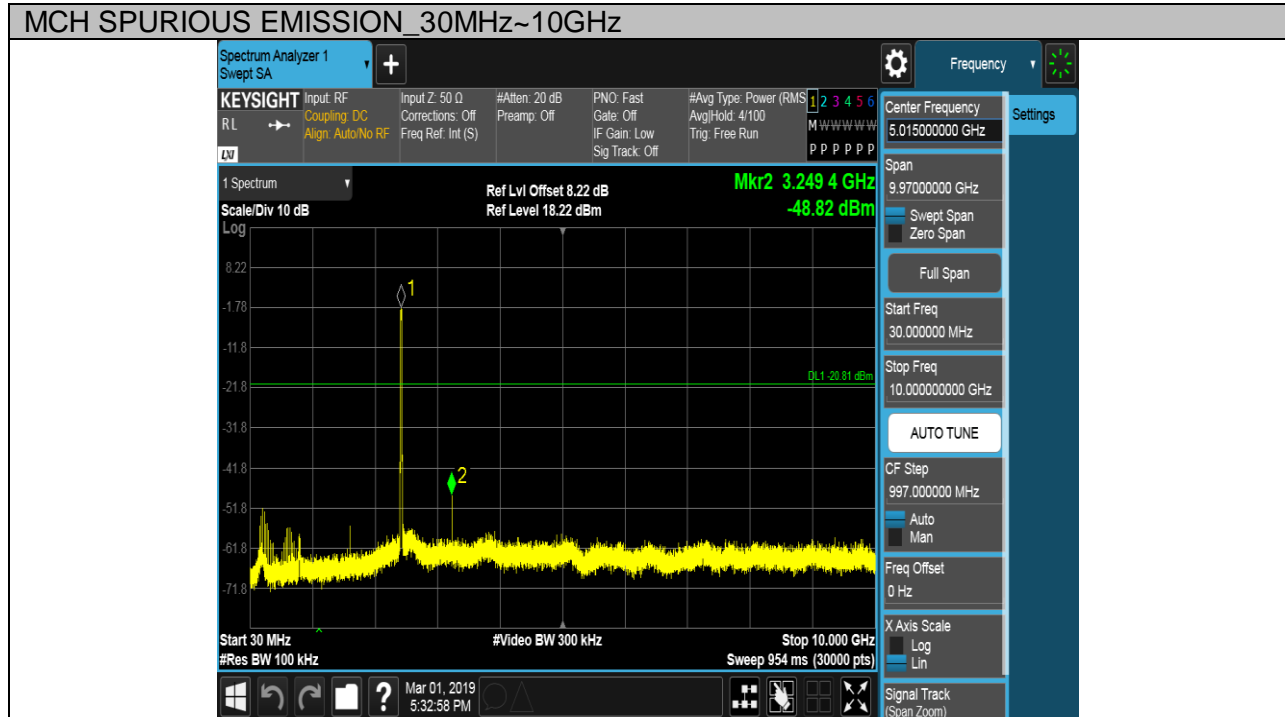 MCH SPURIOUS EMISSION_30MHz~10GHz
Spectrum Analyzer 1
Swept SA
+
Frequency
KEYSIGHT
RL
LXI
Input: RF
Coupling: DC
Align: Auto/No RF
Input Z: 50 Ω
Corrections: Off
Freq Ref: Int (S)
#Atten: 20 dB
Preamp: Off
PNO: Fast
Gate: Off
IF Gain: Low
Sig Track: Off
#Avg Type: Power (RMS
Avg|Hold: 4/100
Trig: Free Run
1 2 3 4 5 6
M W W W W W
P P P P P P
1 Spectrum
Scale/Div 10 dB
Log
Ref Lvl Offset 8.22 dB
Ref Level 18.22 dBm
Mkr2 3.249 4 GHz
-48.82 dBm
8.22
1
-1.78
-11.8
DL1 -20.81 dBm
-21.8
-31.8
-41.8
2
-51.8
-61.8
-71.8
Start 30 MHz
#Res BW 100 kHz
#Video BW 300 kHz
Stop 10.000 GHz
Sweep 954 ms (30000 pts)
?
Mar 01, 2019
5:32:58 PM
Center Frequency
5.015000000 GHz
Settings
Span
9.97000000 GHz
Swept Span
Zero Span
Full Span
Start Freq
30.000000 MHz
Stop Freq
10.000000000 GHz
AUTO TUNE
CF Step
997.000000 MHz
Auto
Man
Freq Offset
0 Hz
X Axis Scale
Log
Lin
Signal Track
(Span Zoom)